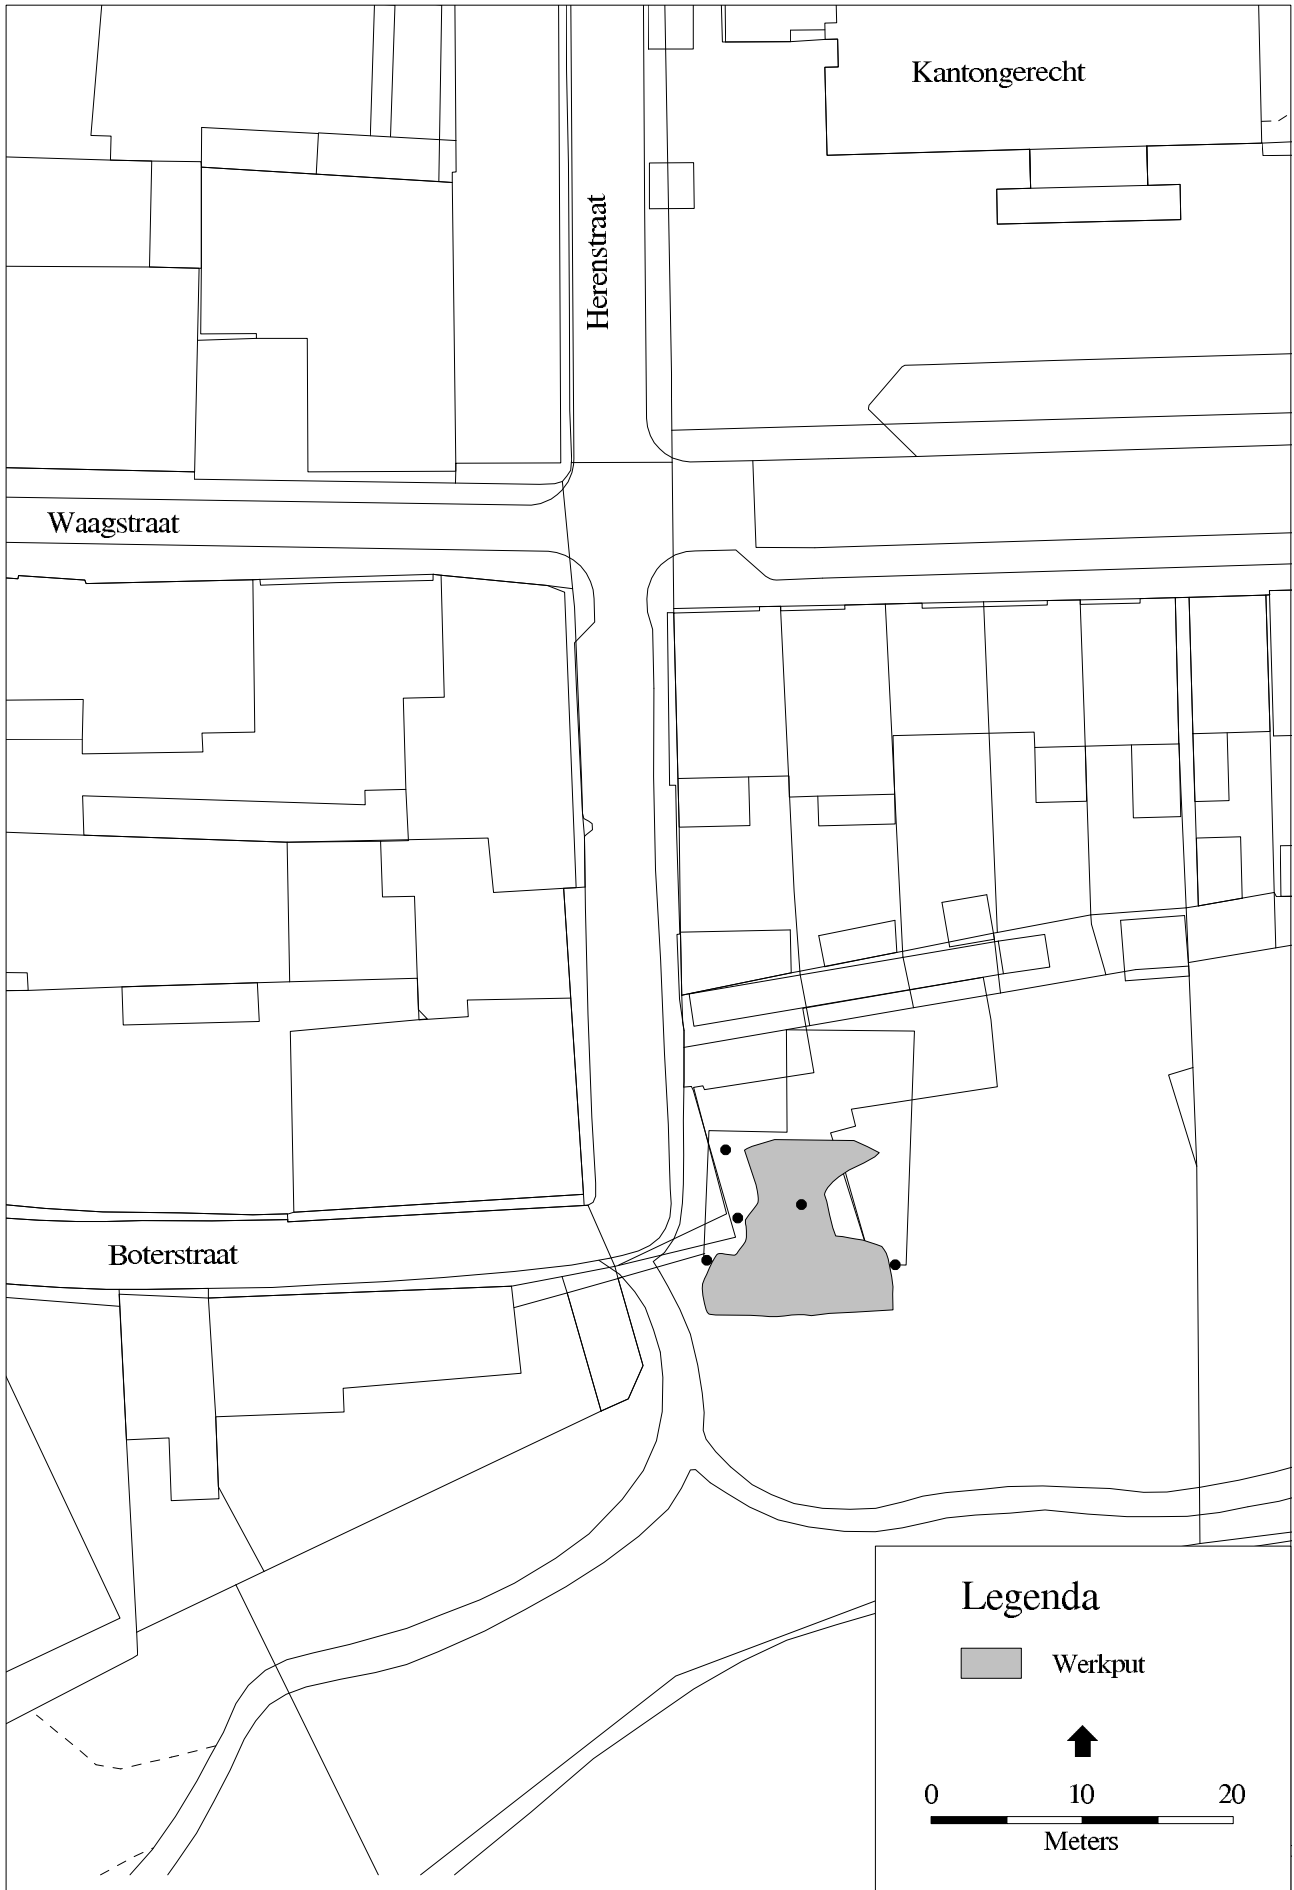 Kantongerecht
Herenstraat
Waagstraat
Boterstraat
Legenda
Werkput
0 10 20
Meters